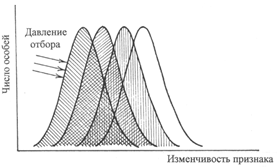 Давление
отбора
Число особей
Изменчивость признака